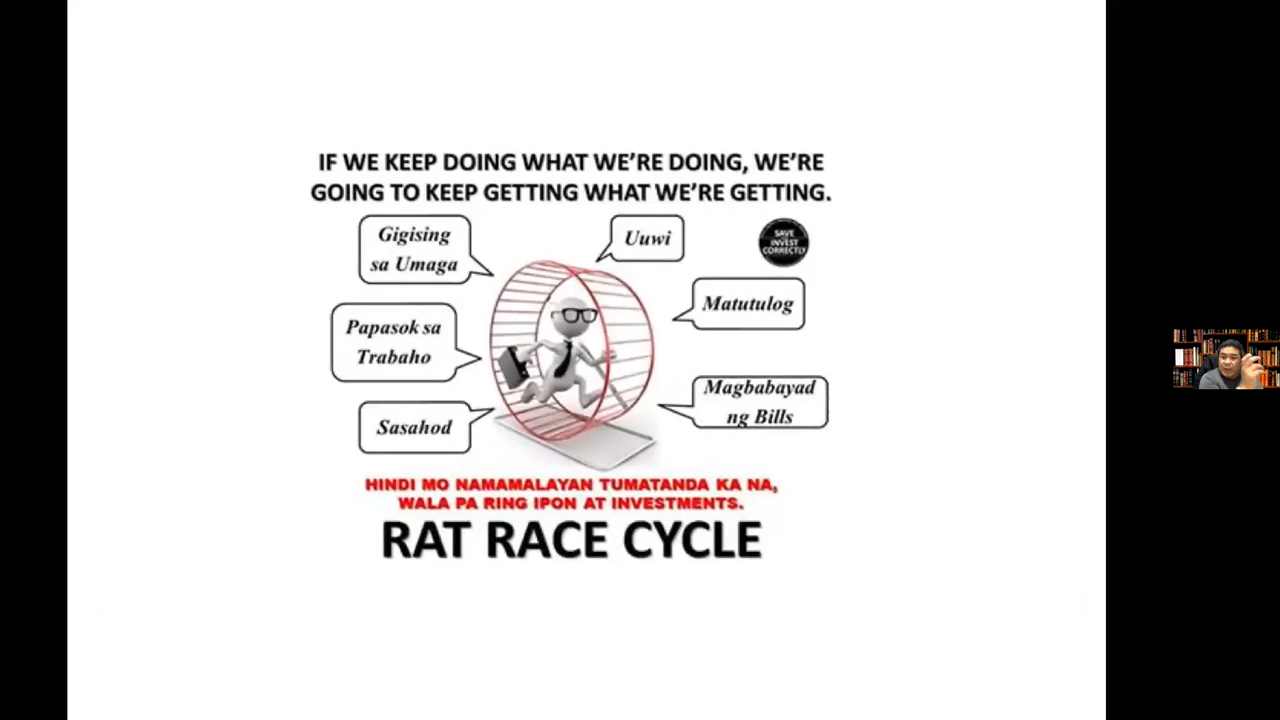 IF WE KEEP DOING WHAT WE'RE DOING, WE'RE
GOING TO KEEP GETTING WHAT WE'RE GETTING.
Gigising
sa Umaga
Uuwi
SAVE
INVEST
CORRECTLY
Matutulog
Papasok sa
Trabaho
Magbabayad
ng Bills
Sasahod
HINDI MO NAMAMALAYAN TUMATANDA KA NA,
WALA PA RING IPON AT INVESTMENTS.
RAT RACE CYCLE